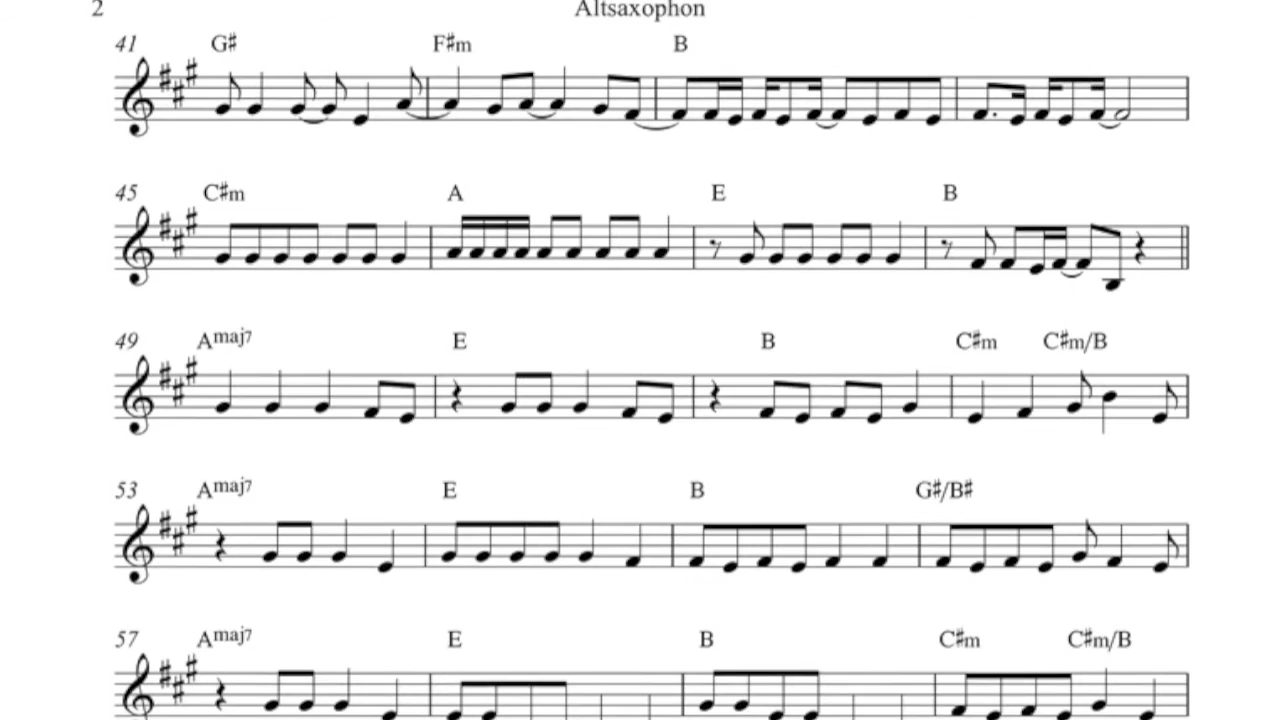 2 Altsaxophon
41 G♯ F♯m B
45 C♯m A E B
49 Amaj7 E B C♯m C♯m/B
53 Amaj7 E B G♯/B♯
57 Amaj7 E B C♯m C♯m/B